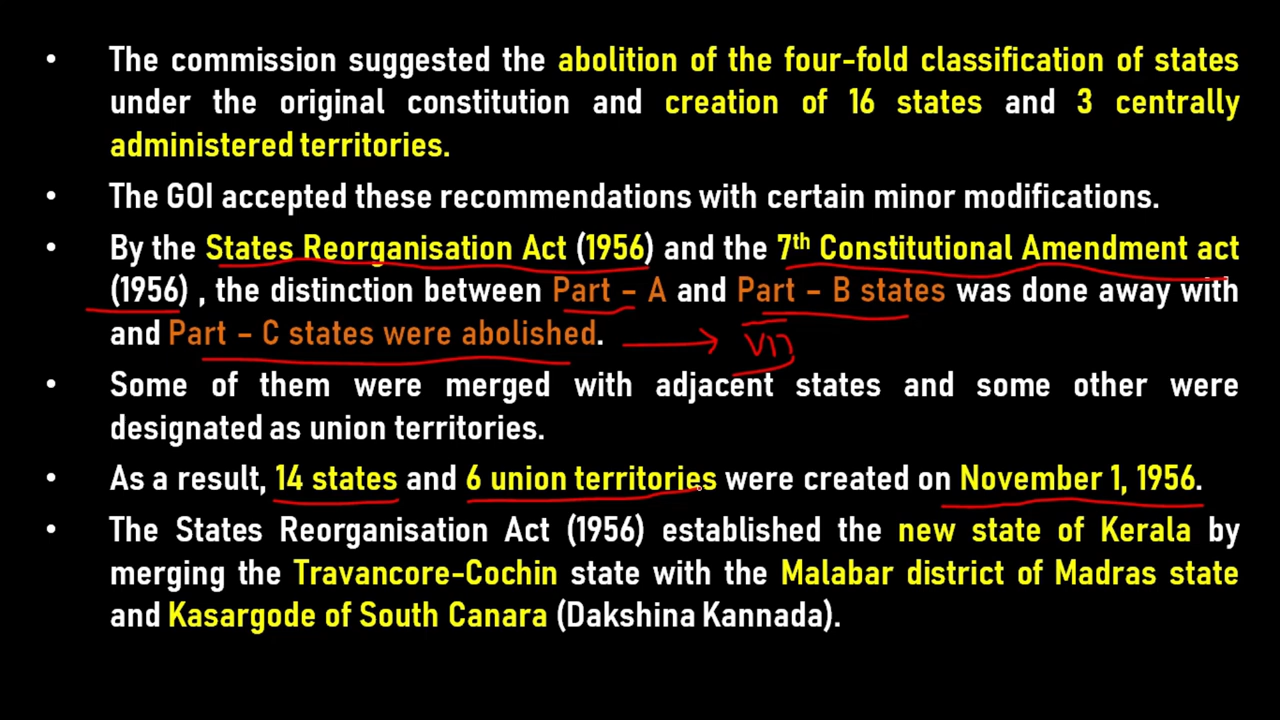 • The commission suggested the abolition of the four-fold classification of states
under the original constitution and creation of 16 states and 3 centrally
administered territories.
• The GOI accepted these recommendations with certain minor modifications.
• By the States Reorganisation Act (1956) and the 7th Constitutional Amendment act
(1956) , the distinction between Part – A and Part – B states was done away with
and Part – C states were abolished.
• Some of them were merged with adjacent states and some other were
designated as union territories.
• As a result, 14 states and 6 union territories were created on November 1, 1956.
• The States Reorganisation Act (1956) established the new state of Kerala by
merging the Travancore-Cochin state with the Malabar district of Madras state
and Kasargode of South Canara (Dakshina Kannada).